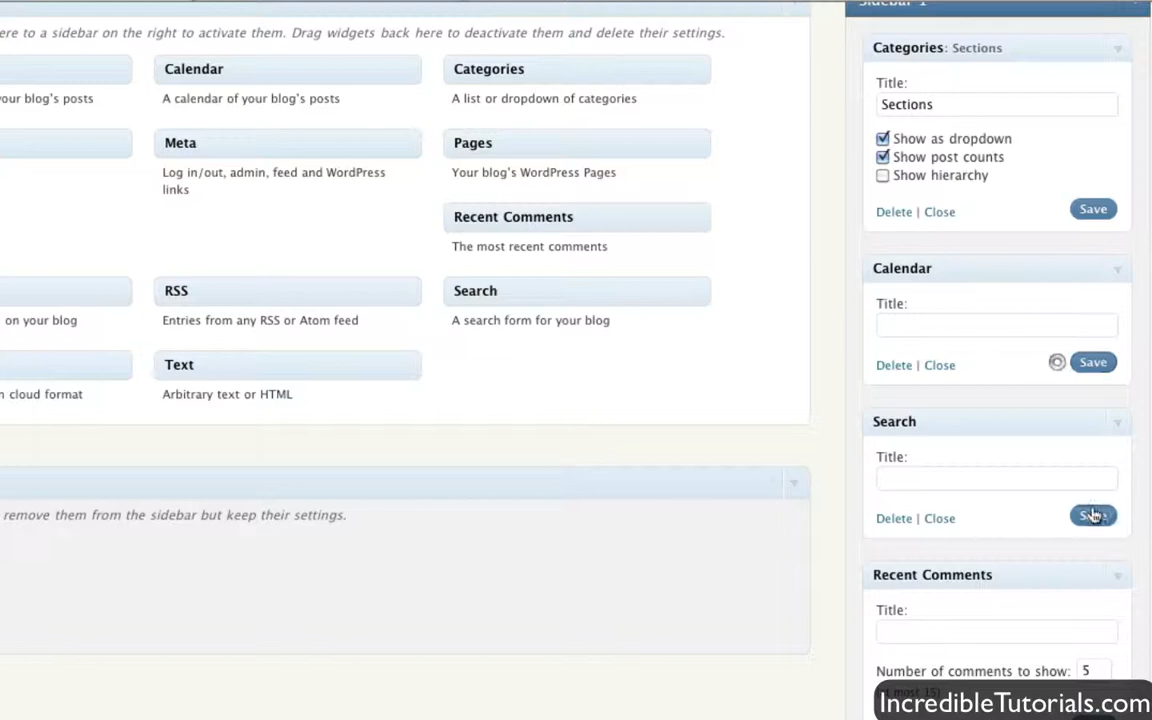 Sidebar 1
ere to a sidebar on the right to activate them. Drag widgets back here to deactivate them and delete their settings.
Calendar
Categories
our blog's posts
A calendar of your blog's posts
A list or dropdown of categories
Meta
Pages
Log in/out, admin, feed and WordPress
links
Your blog's WordPress Pages
Recent Comments
The most recent comments
RSS
Search
on your blog
Entries from any RSS or Atom feed
A search form for your blog
Text
n cloud format
Arbitrary text or HTML
remove them from the sidebar but keep their settings.
Categories: Sections
Title:
Sections
Show as dropdown
Show post counts
Show hierarchy
Delete | Close
Save
Calendar
Title:
Delete | Close
Save
Search
Title:
Delete | Close
Recent Comments
Title:
Number of comments to show: 5
IncredibleTutorials.com